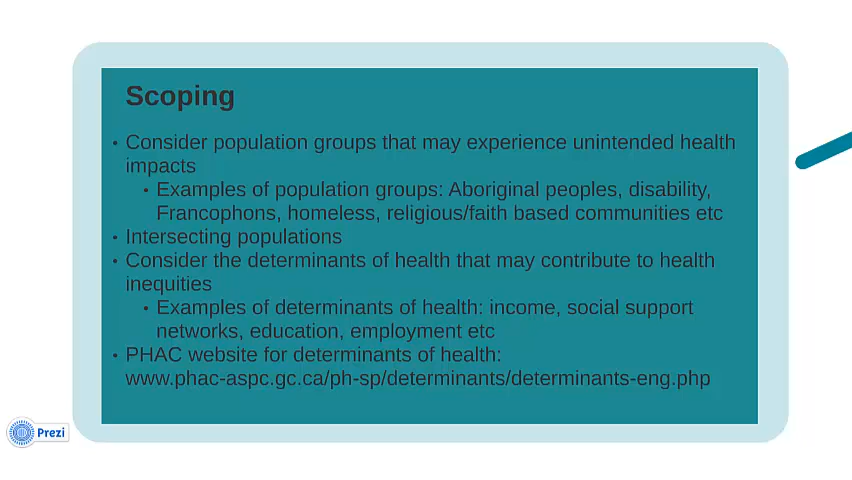 Scoping
• Consider population groups that may experience unintended health
impacts
• Examples of population groups: Aboriginal peoples, disability,
Francophons, homeless, religious/faith based communities etc
• Intersecting populations
• Consider the determinants of health that may contribute to health
inequities
• Examples of determinants of health: income, social support
networks, education, employment etc
• PHAC website for determinants of health:
www.phac-aspc.gc.ca/ph-sp/determinants/determinants-eng.php
Prezi